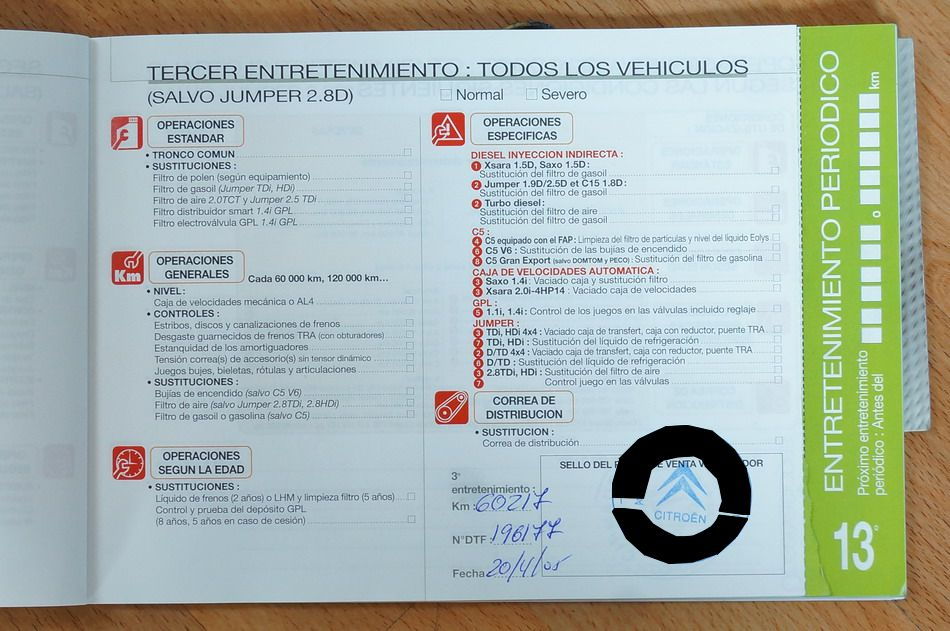 TERCER ENTRETENIMIENTO : TODOS LOS VEHICULOS
(SALVO JUMPER 2.8D)
Normal
Severo
OPERACIONES
ESTANDAR
• TRONCO COMUN
• SUSTITUCIONES :
Filtro de polen (según equipamiento)
Filtro de gasoil (Jumper TDi, HDi)
Filtro de aire 2.0TCT y Jumper 2.5 TDi
Filtro distribuidor smart 1.4i GPL
Filtro electroválvula GPL 1.4i GPL
Km
OPERACIONES
GENERALES
Cada 60 000 km, 120 000 km...
• NIVEL :
Caja de velocidades mecánica o AL4
• CONTROLES :
Estribos, discos y canalizaciones de frenos
Desgaste guarnecidos de frenos TRA (con obturadores)
Estanquidad de los amortiguadores
Tensión correa(s) de accesorio(s) sin tensor dinámico
Juegos bujes, bieletas, rótulas y articulaciones
• SUSTITUCIONES :
Bujias de encendido (salvo C5 V6)
Filtro de aire (salvo Jumper 2.8TDi, 2.8HDi)
Filtro de gasoil o gasolina (salvo C5)
OPERACIONES
SEGUN LA EDAD
• SUSTITUCIONES :
Líquido de frenos (2 años) o LHM y limpieza filtro (5 años)
Control y prueba del depósito GPL
(8 años, 5 años en caso de cesión)
OPERACIONES
ESPECIFICAS
DIESEL INYECCION INDIRECTA :
1 Xsara 1.5D, Saxo 1.5D :
Sustitución del filtro de gasoil
2 Jumper 1.9D/2.5D et C15 1.8D :
Sustitución del filtro de gasoil
2 Turbo diesel :
Sustitución del filtro de aire
Sustitución del filtro de gasoil
C5 :
4 C5 equipado con el FAP : Limpieza del filtro de particulas y nivel del líquido Eolys
C5 V6 : Sustitución de las bujias de encendido
C5 Gran Export (salvo DOMTOM y PECO) : Sustitución del filtro de gasolina
CAJA DE VELOCIDADES AUTOMATICA :
3 Saxo 1.4i : Vaciado caja y sustitución filtro
3 Xsara 2.0i-4HP14 : Vaciado caja de velocidades
GPL :
5 1.1i, 1.4i : Control de los juegos en las válvulas incluido reglaje
JUMPER :
3 TDi, HDi 4x4 : Vaciado caja de transfert, caja con reductor, puente TRA
7 TDi, HDi : Sustitución del líquido de refrigeración
2 D/TD 4x4 : Vaciado caja de transfert, caja con reductor, puente TRA
D/TD : Sustitución del líquido de refrigeración
3 2.8TDi, HDi : Sustitución del filtro de aire
7 Control juego en las válvulas
CORREA DE
DISTRIBUCION
• SUSTITUCION :
Correa de distribución
3°
entretenimiento :
Km : 60217
N°DTF : 196177
Fecha 20/4/05
SELLO DEL DE VENTA
CITROËN
ENTRETENIMIENTO PERIODICO
Próximo entretenimiento
periódico : Antes del
o
km
13°